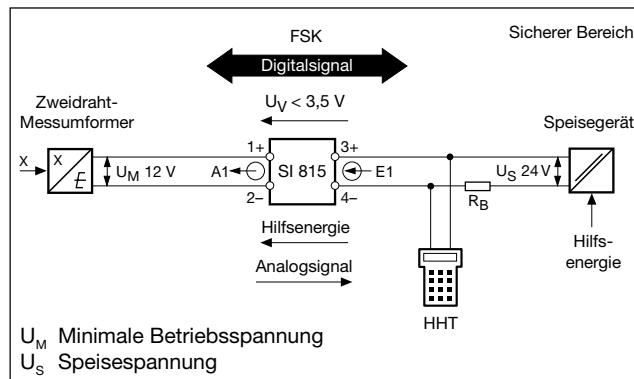 FSK
Sicherer Bereich
Digitalsignal
Zweidraht-
Messumformer
U_V < 3,5 V
Speisegerät
1+
3+
X
X
E
U_M 12 V
A1
SI 815
E1
U_S 24 V
2–
4–
R_B
Hilfsenergie
Analogsignal
Hilfs-
energie
HHT
U_M Minimale Betriebsspannung
U_S Speisespannung